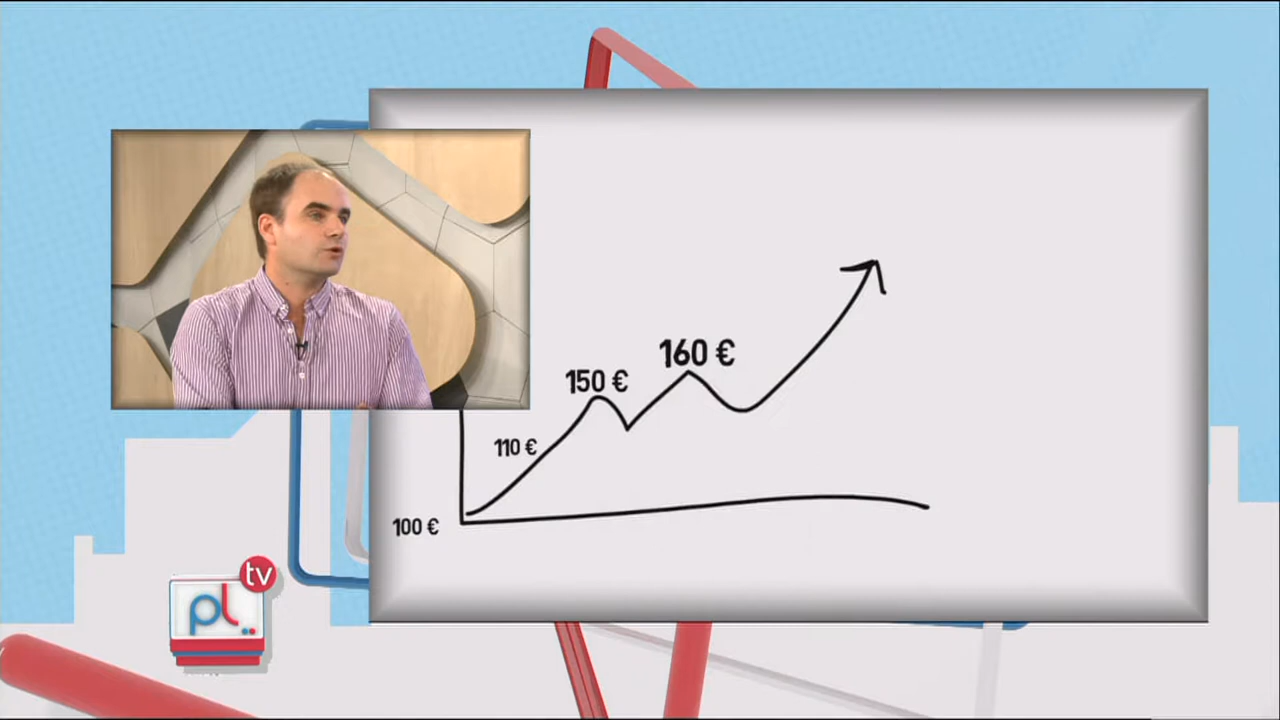 160 €
150 €
110 €
100 €
tv
pl